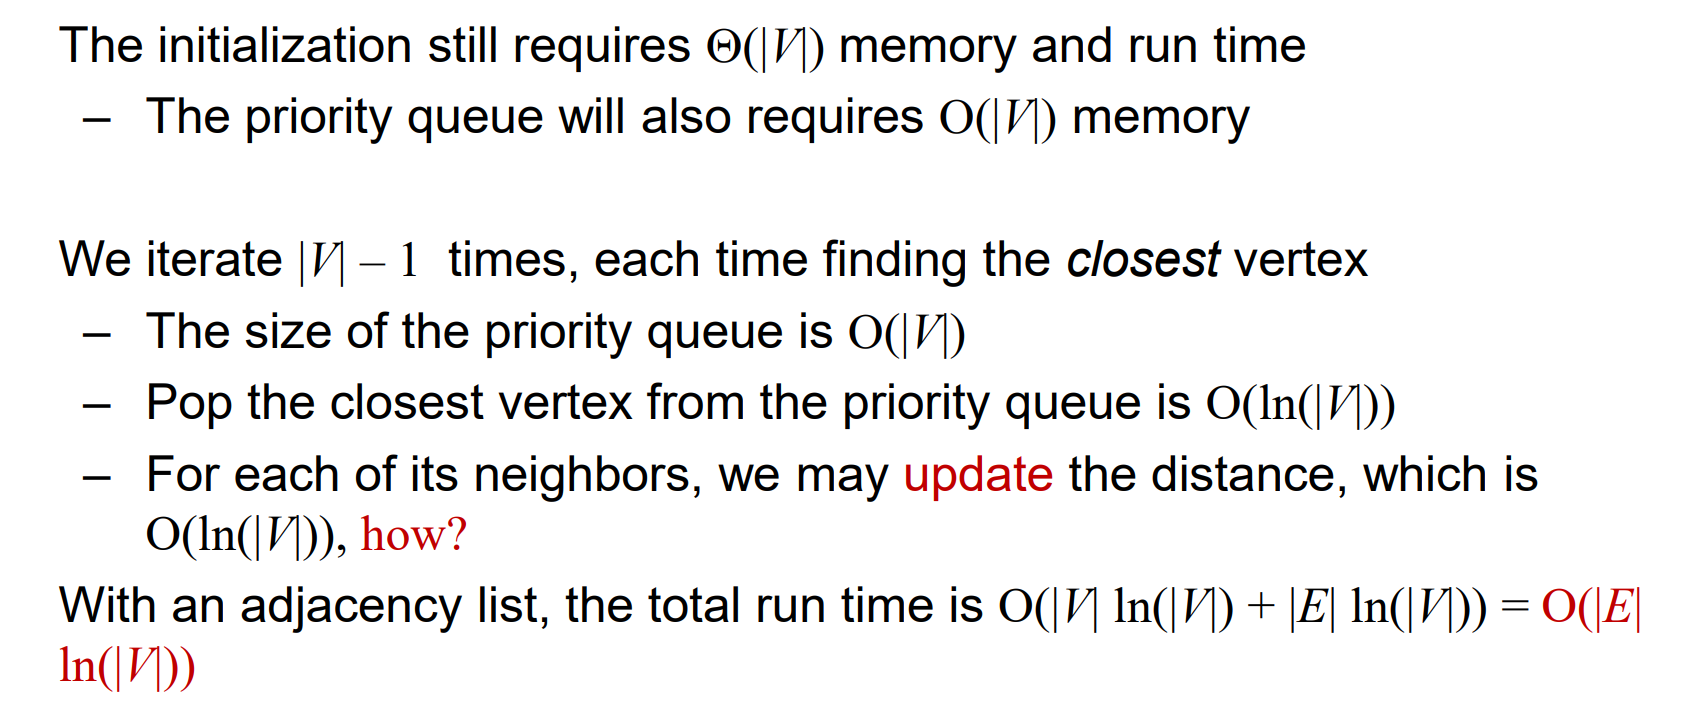 The initialization still requires Θ(|V|) memory and run time
– The priority queue will also requires O(|V|) memory
We iterate |V| – 1 times, each time finding the closest vertex
– The size of the priority queue is O(|V|)
– Pop the closest vertex from the priority queue is O(ln(|V|))
– For each of its neighbors, we may update the distance, which is
O(ln(|V|)), how?
With an adjacency list, the total run time is O(|V| ln(|V|) + |E| ln(|V|)) = O(|E|
ln(|V|))